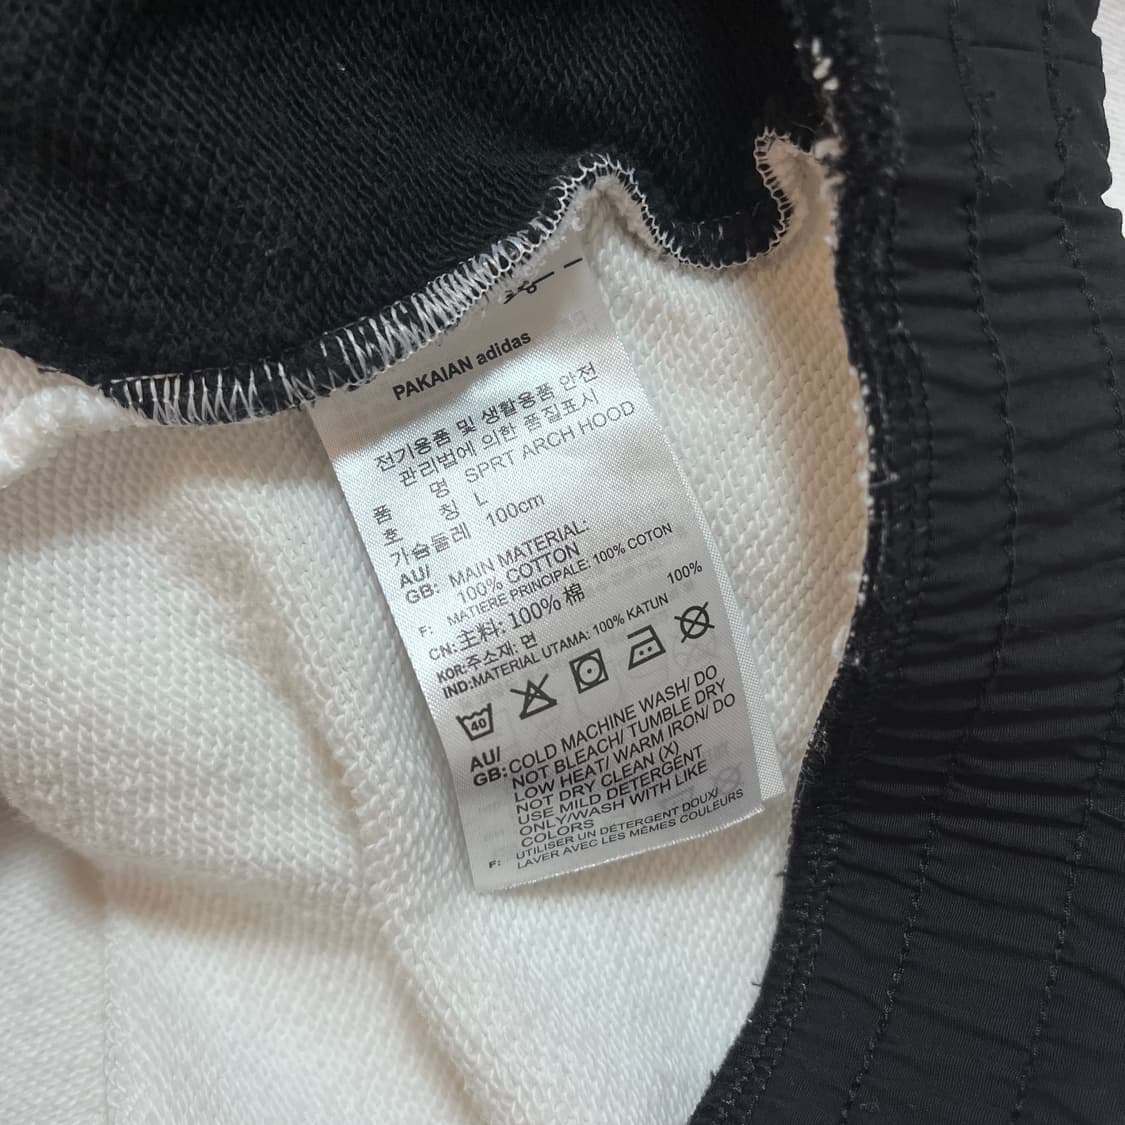 PAKAIAN adidas
전기용품 및 생활용품 안전
관리법에 의한 품질표시
품 명 SPRT ARCH HOOD
호 칭 L
가슴둘레 100cm
AU/ GB: MAIN MATERIAL:
100% COTTON
F: MATIERE PRINCIPALE: 100% COTON
CN:主料: 100% 棉
KOR:주소재: 면 100%
IND:MATERIAL UTAMA: 100% KATUN
40
AU/ GB: COLD MACHINE WASH/ DO
NOT BLEACH/ TUMBLE DRY
LOW HEAT/ WARM IRON/ DO
NOT DRY CLEAN (X)
USE MILD DETERGENT
ONLY/WASH WITH LIKE
COLORS
F: UTILISER UN DÉTERGENT DOUX/
LAVER AVEC LES MÊMES COULEURS